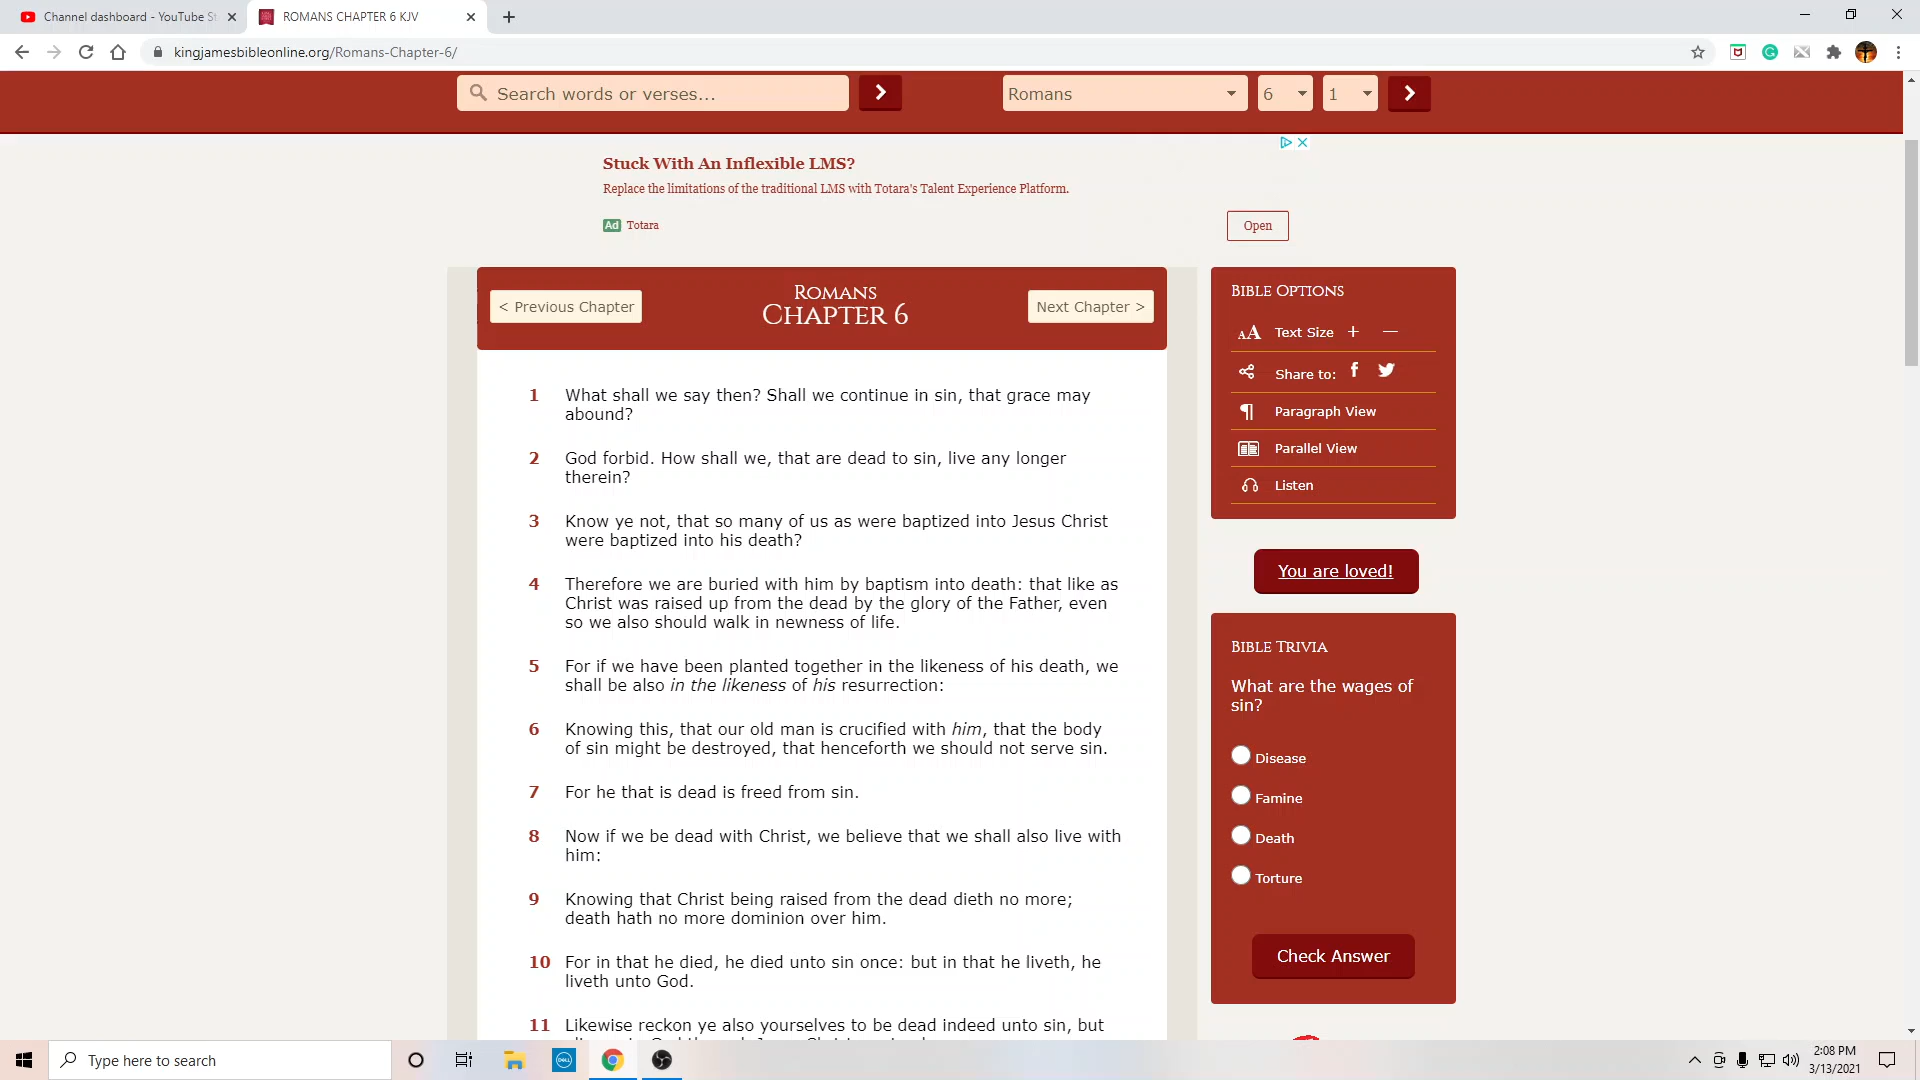 Channel dashboard - YouTube St
ROMANS CHAPTER 6 KJV
kingjamesbibleonline.org/Romans-Chapter-6/
Search words or verses...
Romans
6
1
Stuck With An Inflexible LMS?
Replace the limitations of the traditional LMS with Totara's Talent Experience Platform.
Ad Totara
Open
< Previous Chapter
Romans
Chapter 6
Next Chapter >
1 What shall we say then? Shall we continue in sin, that grace may
abound?
2 God forbid. How shall we, that are dead to sin, live any longer
therein?
3 Know ye not, that so many of us as were baptized into Jesus Christ
were baptized into his death?
4 Therefore we are buried with him by baptism into death: that like as
Christ was raised up from the dead by the glory of the Father, even
so we also should walk in newness of life.
5 For if we have been planted together in the likeness of his death, we
shall be also in the likeness of his resurrection:
6 Knowing this, that our old man is crucified with him, that the body
of sin might be destroyed, that henceforth we should not serve sin.
7 For he that is dead is freed from sin.
8 Now if we be dead with Christ, we believe that we shall also live with
him:
9 Knowing that Christ being raised from the dead dieth no more;
death hath no more dominion over him.
10 For in that he died, he died unto sin once: but in that he liveth, he
liveth unto God.
11 Likewise reckon ye also yourselves to be dead indeed unto sin, but
Bible Options
AA Text Size + —
Share to:
Paragraph View
Parallel View
Listen
You are loved!
Bible Trivia
What are the wages of
sin?
Disease
Famine
Death
Torture
Check Answer
Type here to search
DELL
2:08 PM
3/13/2021